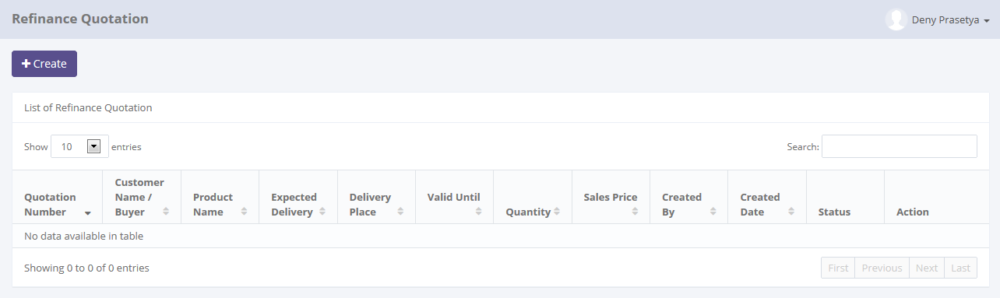 Refinance Quotation
Deny Prasetya
Create
List of Refinance Quotation
Show 10 entries
Search:
Quotation Number
Customer Name / Buyer
Product Name
Expected Delivery
Delivery Place
Valid Until
Quantity
Sales Price
Created By
Created Date
Status
Action
No data available in table
Showing 0 to 0 of 0 entries
First Previous Next Last